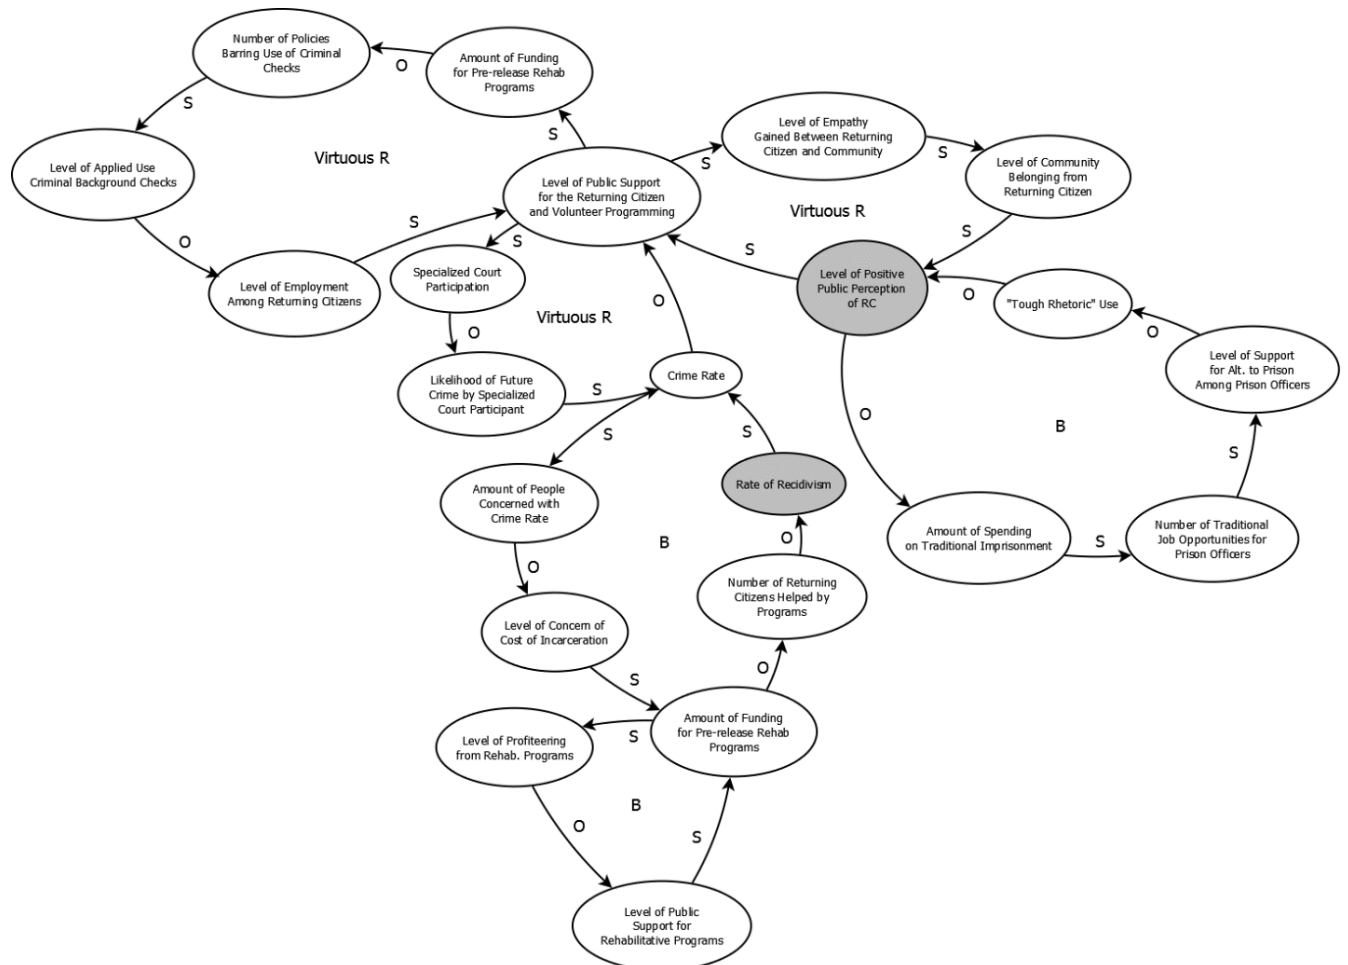 Number of Policies
Barring Use of Criminal
Checks
O
Amount of Funding
for Pre-release Rehab
Programs
S
S
Level of Applied Use
Criminal Background Checks
Virtuous R
O
Level of Employment
Among Returning Citizens
S
Level of Public Support
for the Returning Citizen
and Volunteer Programming
S
Level of Empathy
Gained Between Returning
Citizen and Community
S
Level of Community
Belonging from
Returning Citizen
Virtuous R
S
S
Level of Positive
Public Perception
of RC
O
"Tough Rhetoric" Use
O
Level of Support
for Alt. to Prison
Among Prison Officers
S
Specialized Court
Participation
O
Virtuous R
O
Likelihood of Future
Crime by Specialized
Court Participant
S
Crime Rate
O
B
S
S
S
Amount of People
Concerned with
Crime Rate
Rate of Recidivism
Amount of Spending
on Traditional Imprisonment
S
Number of Traditional
Job Opportunities for
Prison Officers
B
O
O
Number of Returning
Citizens Helped by
Programs
Level of Concern of
Cost of Incarceration
S
O
Amount of Funding
for Pre-release Rehab
Programs
S
Level of Profiteering
from Rehab. Programs
B
O
S
Level of Public
Support for
Rehabilitative Programs